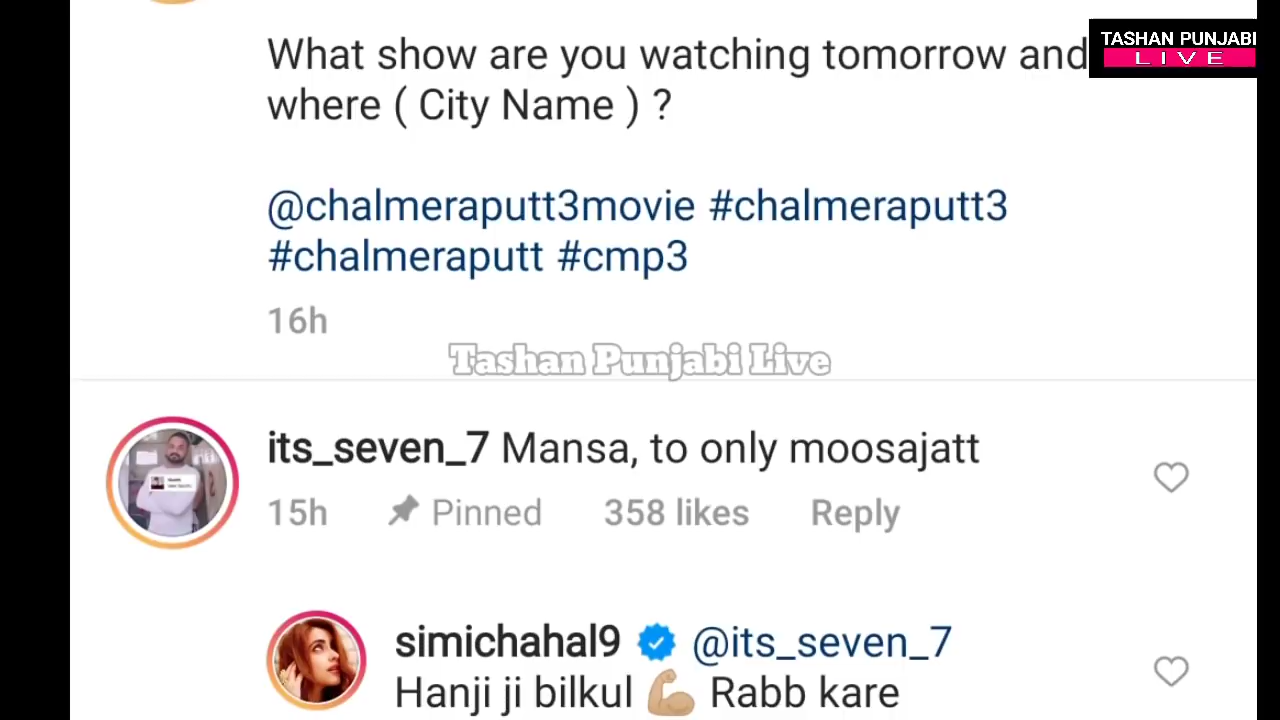 TASHAN PUNJABI
LIVE
What show are you watching tomorrow and
where ( City Name ) ?
@chalmeraputt3movie #chalmeraputt3
#chalmeraputt #cmp3
16h
Tashan Punjabi Live
its_seven_7 Mansa, to only moosajatt
15h Pinned 358 likes Reply
simichahal9 @its_seven_7
Hanji ji bilkul 💪🏼 Rabb kare